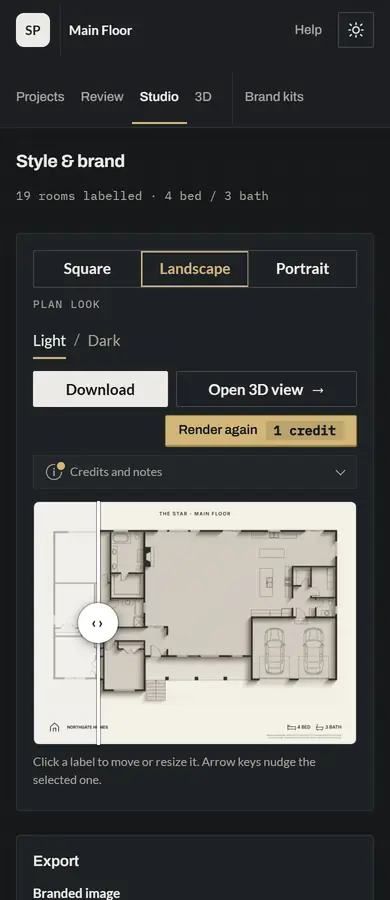 SP
Main Floor
Help
Projects
Review
Studio
3D
Brand kits
Style & brand
19 rooms labelled · 4 bed / 3 bath
Square
Landscape
Portrait
PLAN LOOK
Light / Dark
Download
Open 3D view →
Render again 1 credit
Credits and notes
THE STAR - MAIN FLOOR
4 BED
3 BATH
Click a label to move or resize it. Arrow keys nudge the
selected one.
Export
Branded image